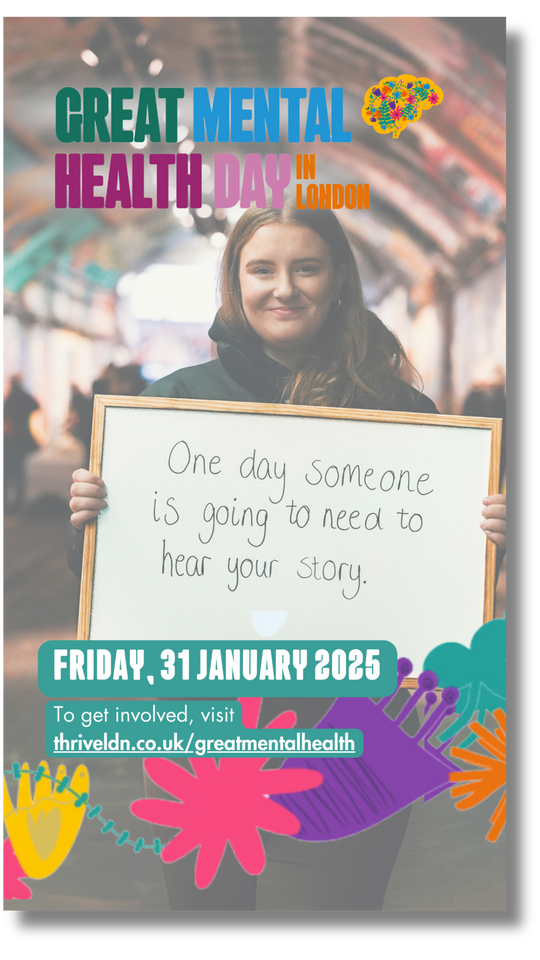 GREAT MENTAL
HEALTH DAY IN
LONDON
One day someone
is going to need to
hear your story.
FRIDAY, 31 JANUARY 2025
To get involved, visit
thriveldn.co.uk/greatmentalhealth